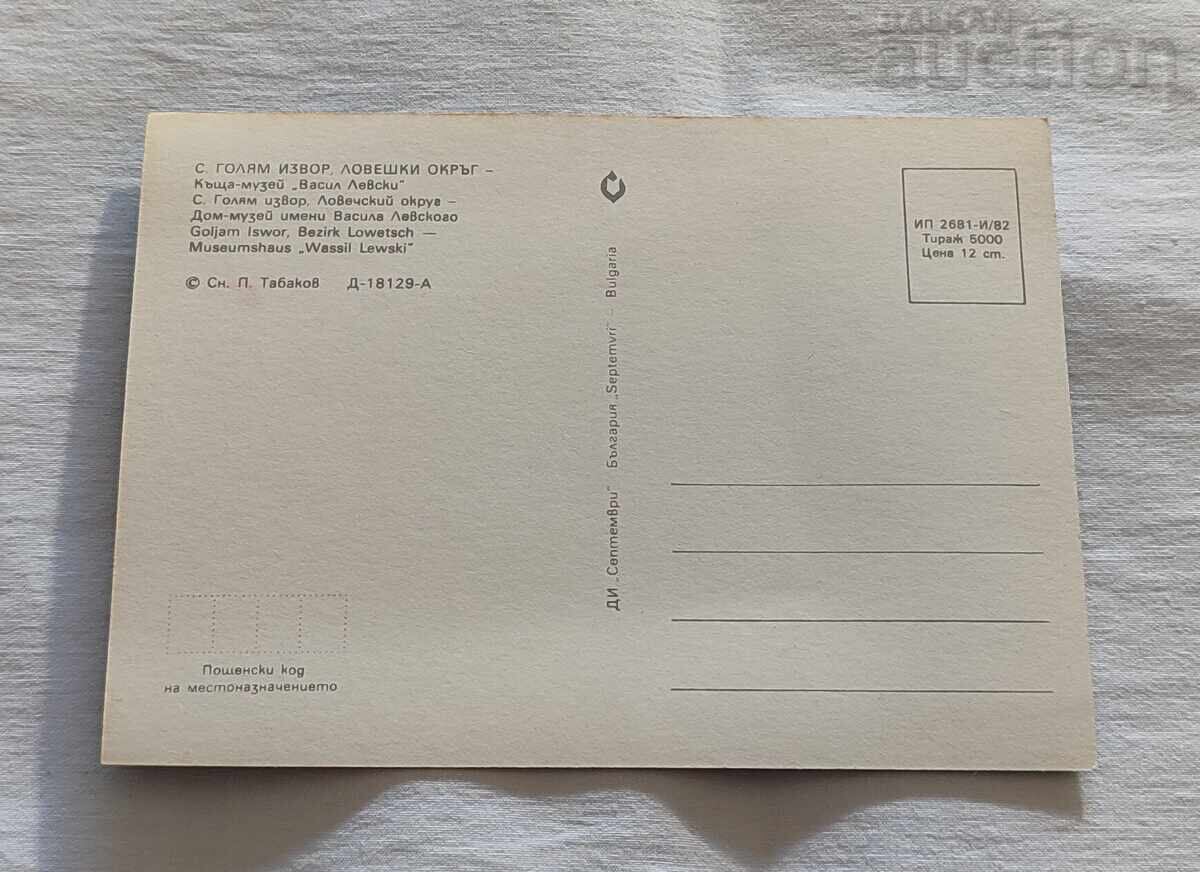 BALKAN
auction
С. ГОЛЯМ ИЗВОР, ЛОВЕШКИ ОКРЪГ –
Къща-музей „Васил Левски"
С. Голям извор, Ловечский округ –
Дом-музей имени Васила Левского
Goljam Iswor, Bezirk Lowetsch —
Museumshaus „Wassil Lewski"
© Сн. П. Табаков Д-18129-А
ДИ „Септември" България „Septemvri" – Bulgaria
ИП 2681-И/82
Тираж 5000
Цена 12 ст.
Пощенски код
на местоназначението